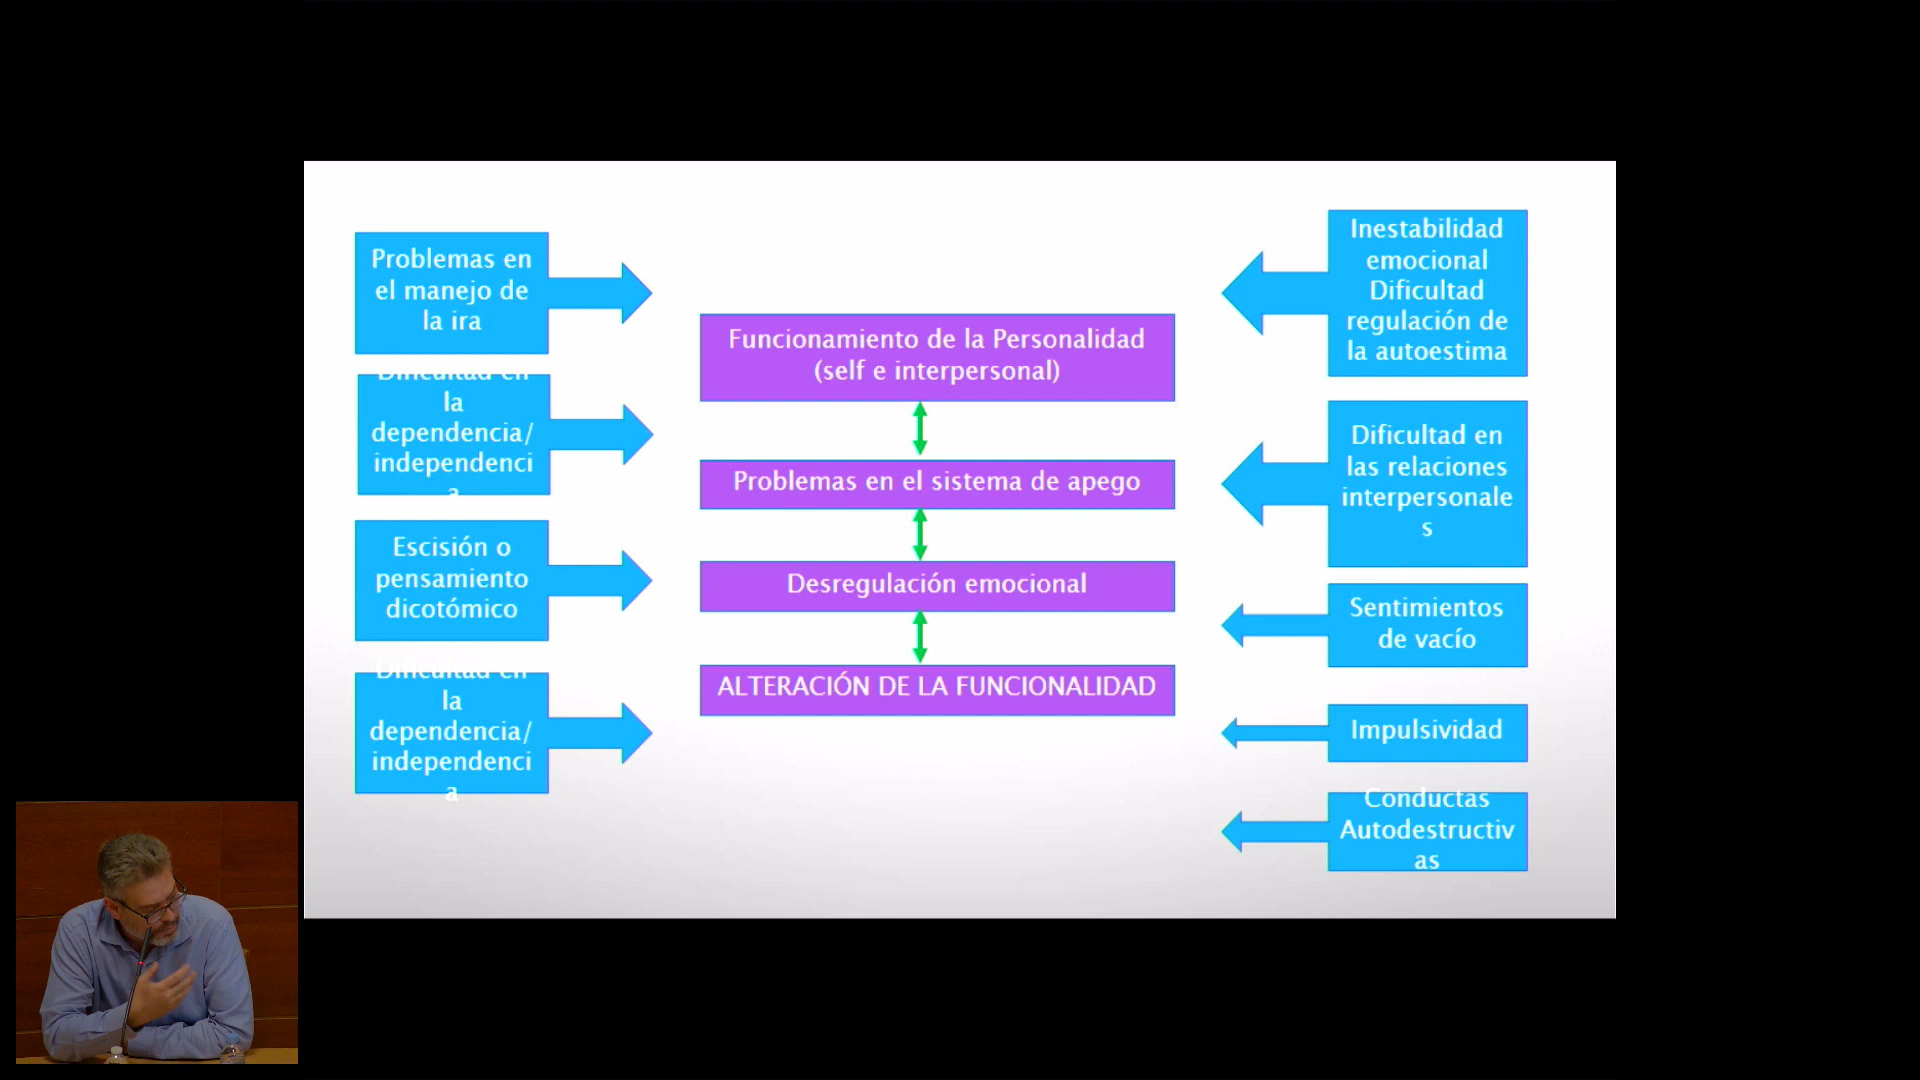 Problemas en
el manejo de
la ira
Dificultad en
la
dependencia/
independenci
a
Escisión o
pensamiento
dicotómico
Dificultad en
la
dependencia/
independenci
a
Funcionamiento de la Personalidad
(self e interpersonal)
Problemas en el sistema de apego
Desregulación emocional
ALTERACIÓN DE LA FUNCIONALIDAD
Inestabilidad
emocional
Dificultad
regulación de
la autoestima
Dificultad en
las relaciones
interpersonale
s
Sentimientos
de vacío
Impulsividad
Conductas
Autodestructiv
as